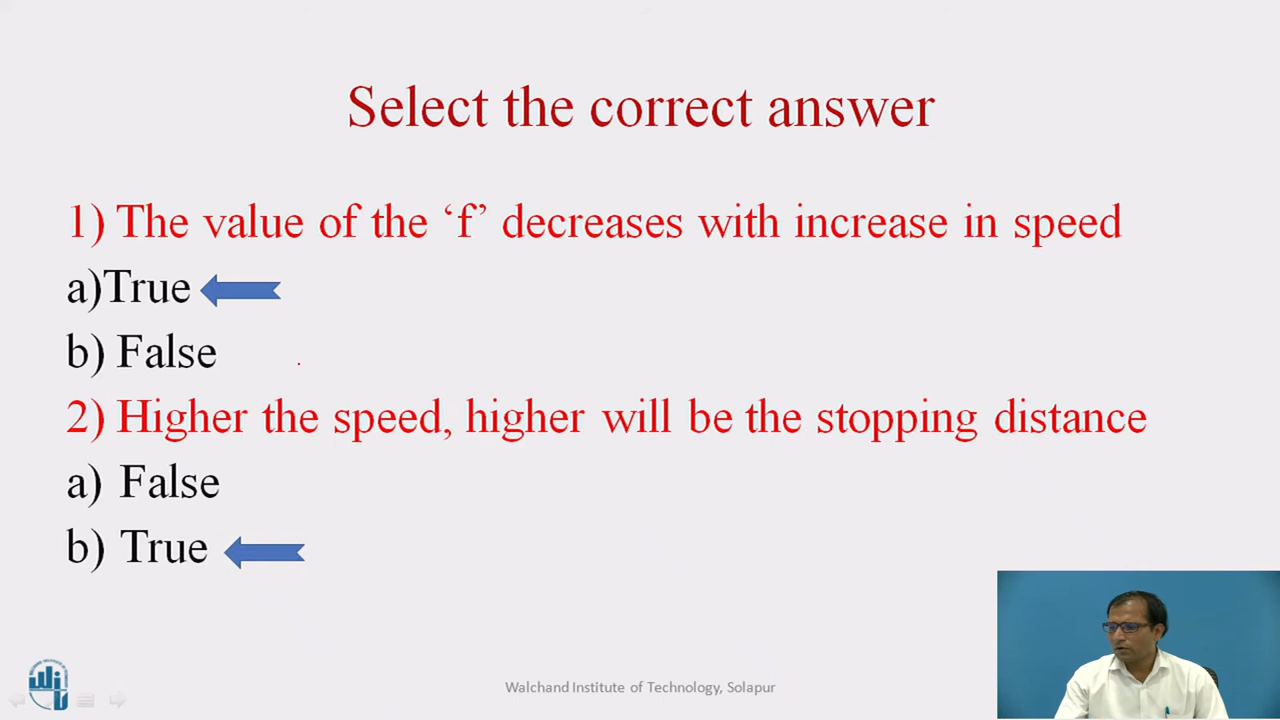 Select the correct answer
1) The value of the ‘f’ decreases with increase in speed
a)True
b) False
2) Higher the speed, higher will be the stopping distance
a) False
b) True
Walchand Institute of Technology, Solapur